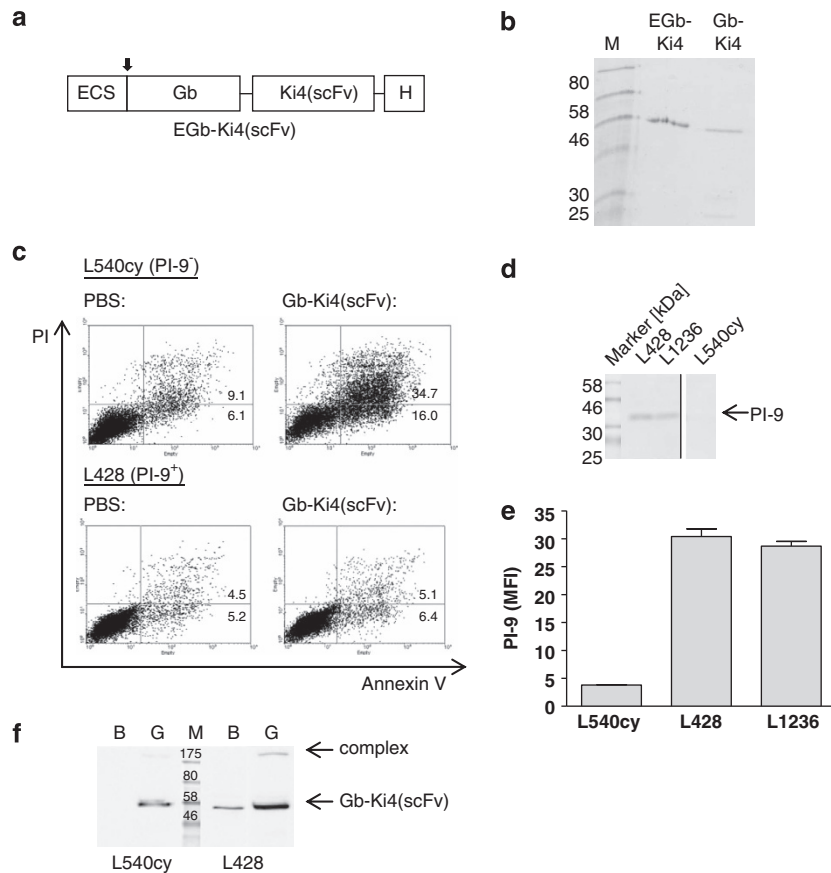 a
ECS
Gb
Ki4(scFv)
H
EGb-Ki4(scFv)
b
M
EGb-
Ki4
Gb-
Ki4
80
58
46
30
25
c
L540cy (PI-9-)
PBS:
Gb-Ki4(scFv):
PI
9.1
6.1
Empty
34.7
16.0
Empty
L428 (PI-9+)
PBS:
Gb-Ki4(scFv):
4.5
5.2
Empty
5.1
6.4
Empty
Annexin V
d
Marker [kDa]
L428
L1236
L540cy
58
46
30
25
PI-9
e
PI-9 (MFI)
35
30
25
20
15
10
5
0
L540cy
L428
L1236
f
B
G
M
B
G
175
80
58
46
complex
Gb-Ki4(scFv)
L540cy
L428